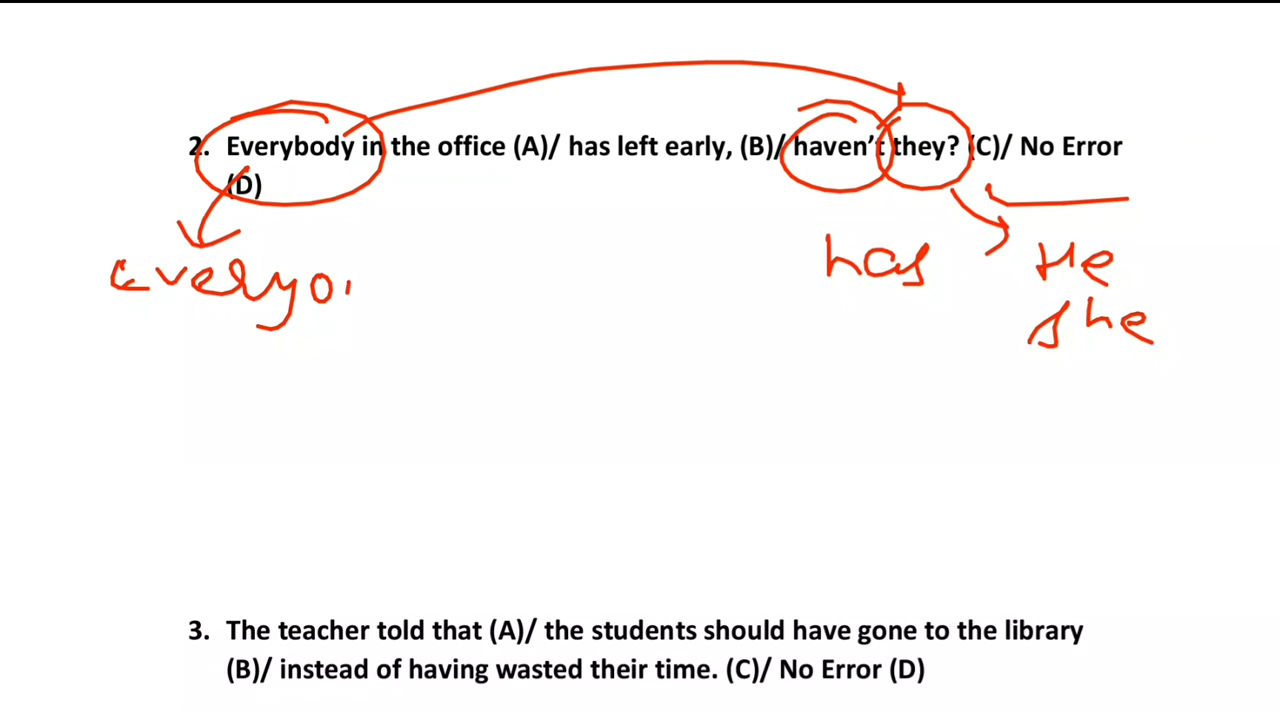 2. Everybody in the office (A)/ has left early, (B)/ haven't they? (C)/ No Error
(D)
has
He
Everyo
she
3. The teacher told that (A)/ the students should have gone to the library
(B)/ instead of having wasted their time. (C)/ No Error (D)